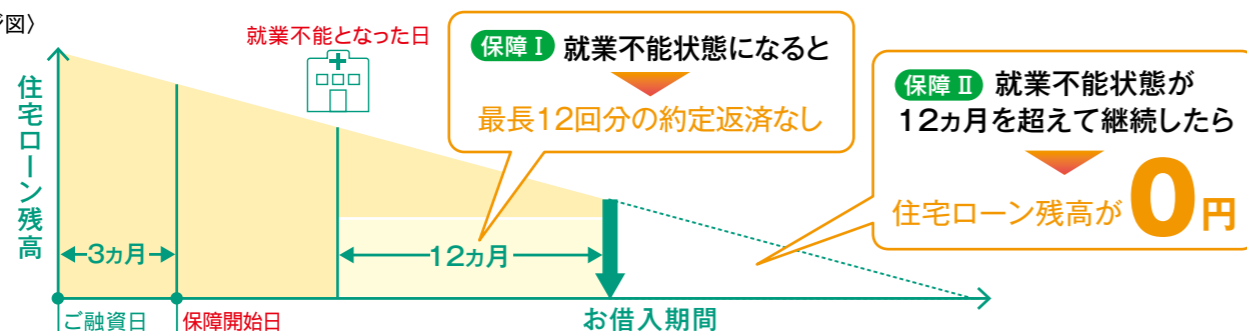 図〉
就業不能となった日
住宅ローン残高
保障Ⅰ 就業不能状態になると
最長12回分の約定返済なし
保障Ⅱ 就業不能状態が
12ヵ月を超えて継続したら
住宅ローン残高が0円
3ヵ月
12ヵ月
ご融資日
保障開始日
お借入期間